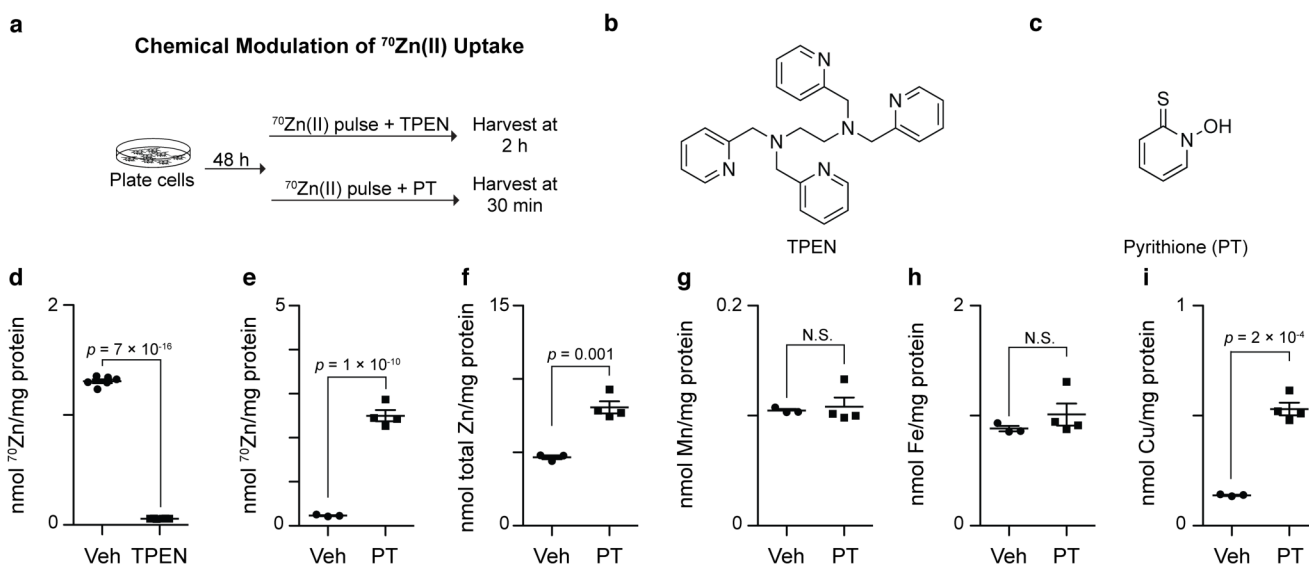 a
Chemical Modulation of ⁷⁰Zn(II) Uptake
Plate cells
48 h
⁷⁰Zn(II) pulse + TPEN
Harvest at
2 h
⁷⁰Zn(II) pulse + PT
Harvest at
30 min
b
N
N
N
N
N
N
TPEN
c
S
N
OH
Pyrithione (PT)
d
nmol ⁷⁰Zn/mg protein
2
0
p = 7 × 10⁻¹⁶
Veh TPEN
e
nmol ⁷⁰Zn/mg protein
5
0
p = 1 × 10⁻¹⁰
Veh PT
f
nmol total Zn/mg protein
15
0
p = 0.001
Veh PT
g
nmol Mn/mg protein
0.2
0
N.S.
Veh PT
h
nmol Fe/mg protein
2
0
N.S.
Veh PT
i
nmol Cu/mg protein
1
0
p = 2 × 10⁻⁴
Veh PT